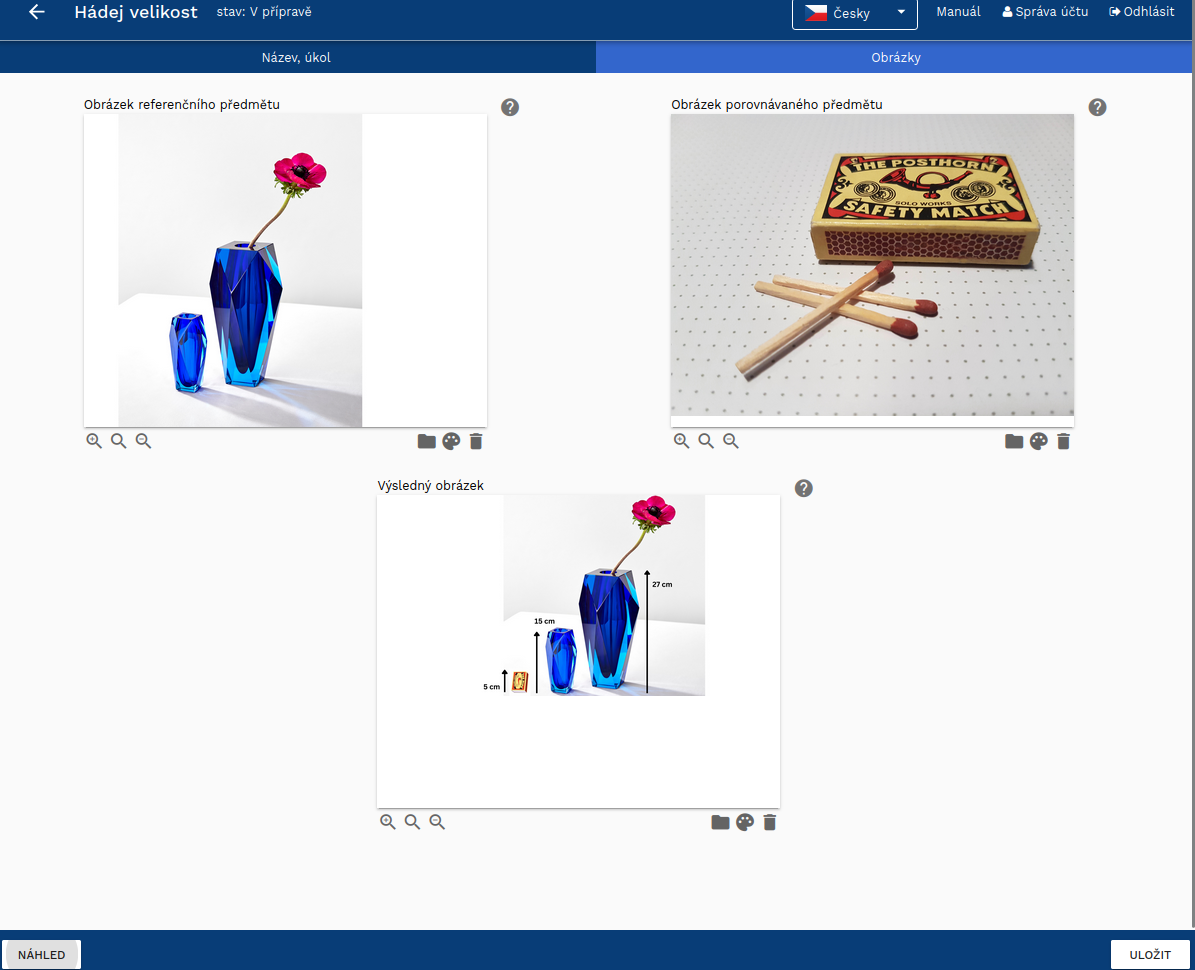 Hádej velikost
stav: V přípravě
Česky
Manuál
Správa účtu
Odhlásit
Název, úkol
Obrázky
Obrázek referenčního předmětu
?
Obrázek porovnávaného předmětu
?
THE POSTHORN
SOLO WORKS
SAFETY MATCH
Výsledný obrázek
?
27 cm
15 cm
5 cm
NÁHLED
ULOŽIT